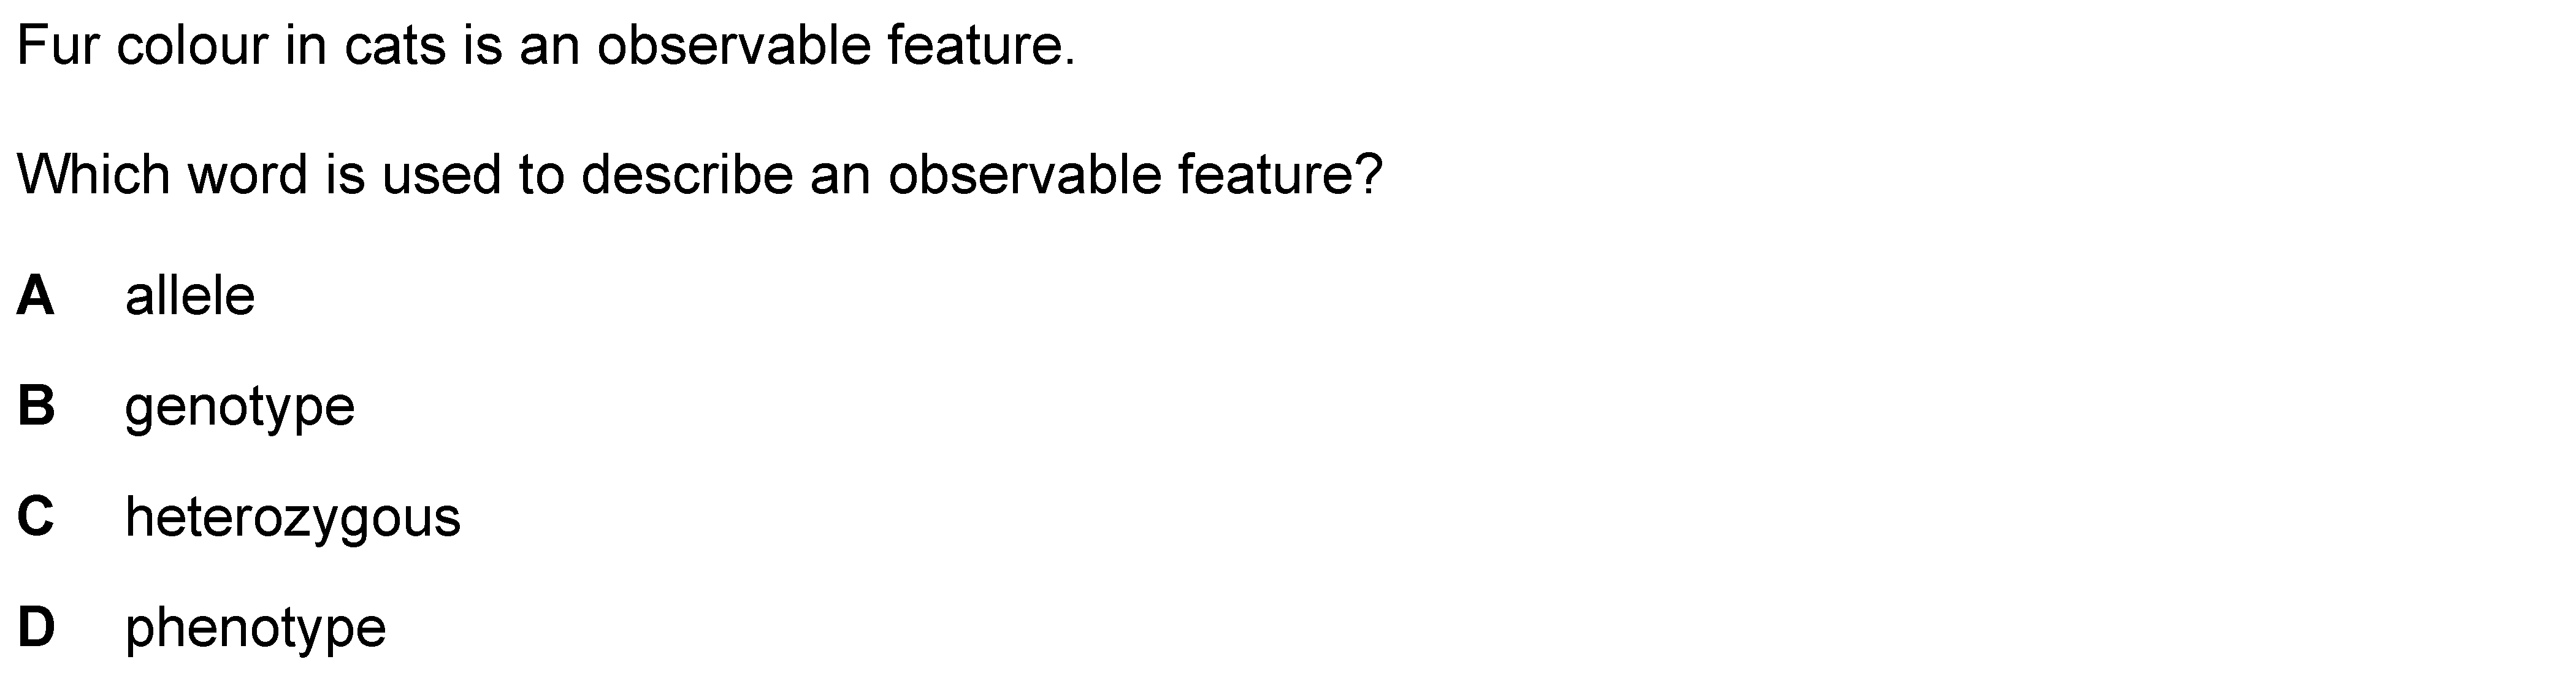 Fur colour in cats is an observable feature.
Which word is used to describe an observable feature?
A allele
B genotype
C heterozygous
D phenotype